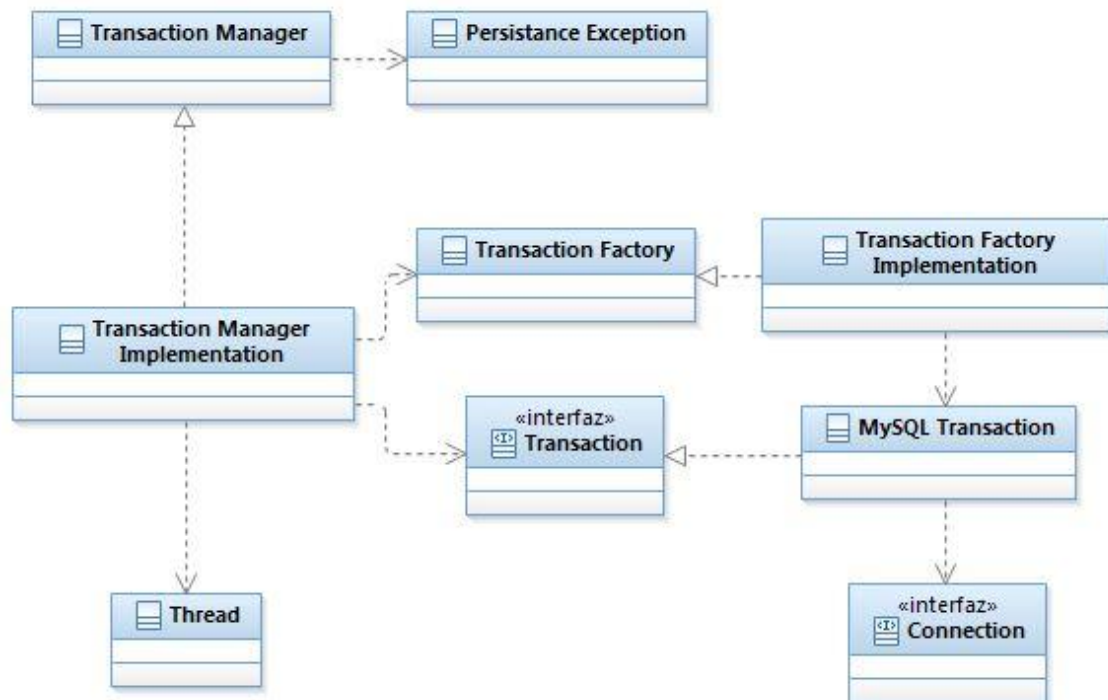 Transaction Manager
Persistance Exception
Transaction Factory
Transaction Factory
Implementation
Transaction Manager
Implementation
«interfaz»
Transaction
MySQL Transaction
Thread
«interfaz»
Connection